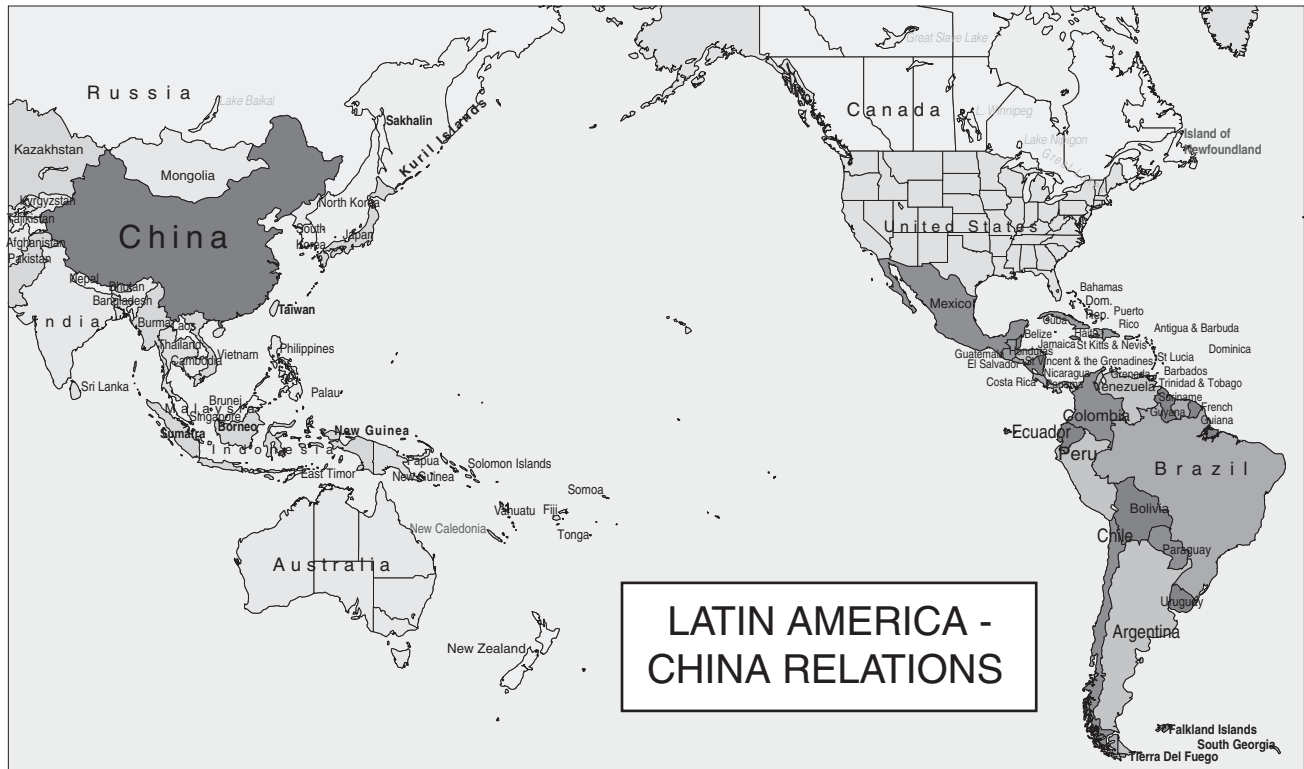 Great Slave Lake
Russia
Lake Baikal
Canada
L. Winnipeg
Sakhalin
Kuril Islands
Island of
Newfoundland
Lake Nipigon
Great L
Kazakhstan
Mongolia
Kyrgyzstan
North Korea
Tajikistan
China
South
Korea
Japan
United States
Afghanistan
Pakistan
Nepal
Bhutan
Bangladesh
India
Burma
Laos
Taiwan
Thailand
Vietnam
Cambodia
Philippines
Sri Lanka
Palau
Brunei
Malaysia
Singapore
Sumatra
Borneo
Indonesia
New Guinea
Papua
New Guinea
Solomon Islands
East Timor
Somoa
Vanuatu
Fiji
New Caledonia
Tonga
Australia
New Zealand
Mexico
Bahamas
Dom.
Rep.
Puerto
Rico
Cuba
Haiti
Antigua & Barbuda
Belize
Jamaica
St Kitts & Nevis
Dominica
Guatemala
Honduras
St Vincent & the Grenadines
St Lucia
El Salvador
Nicaragua
Grenada
Barbados
Costa Rica
Panama
Venezuela
Trinidad & Tobago
Suriname
Guyana
French
Guiana
Colombia
Ecuador
Peru
Brazil
Bolivia
Chile
Paraguay
Uruguay
Argentina
Falkland Islands
South Georgia
Tierra Del Fuego
LATIN AMERICA -
CHINA RELATIONS